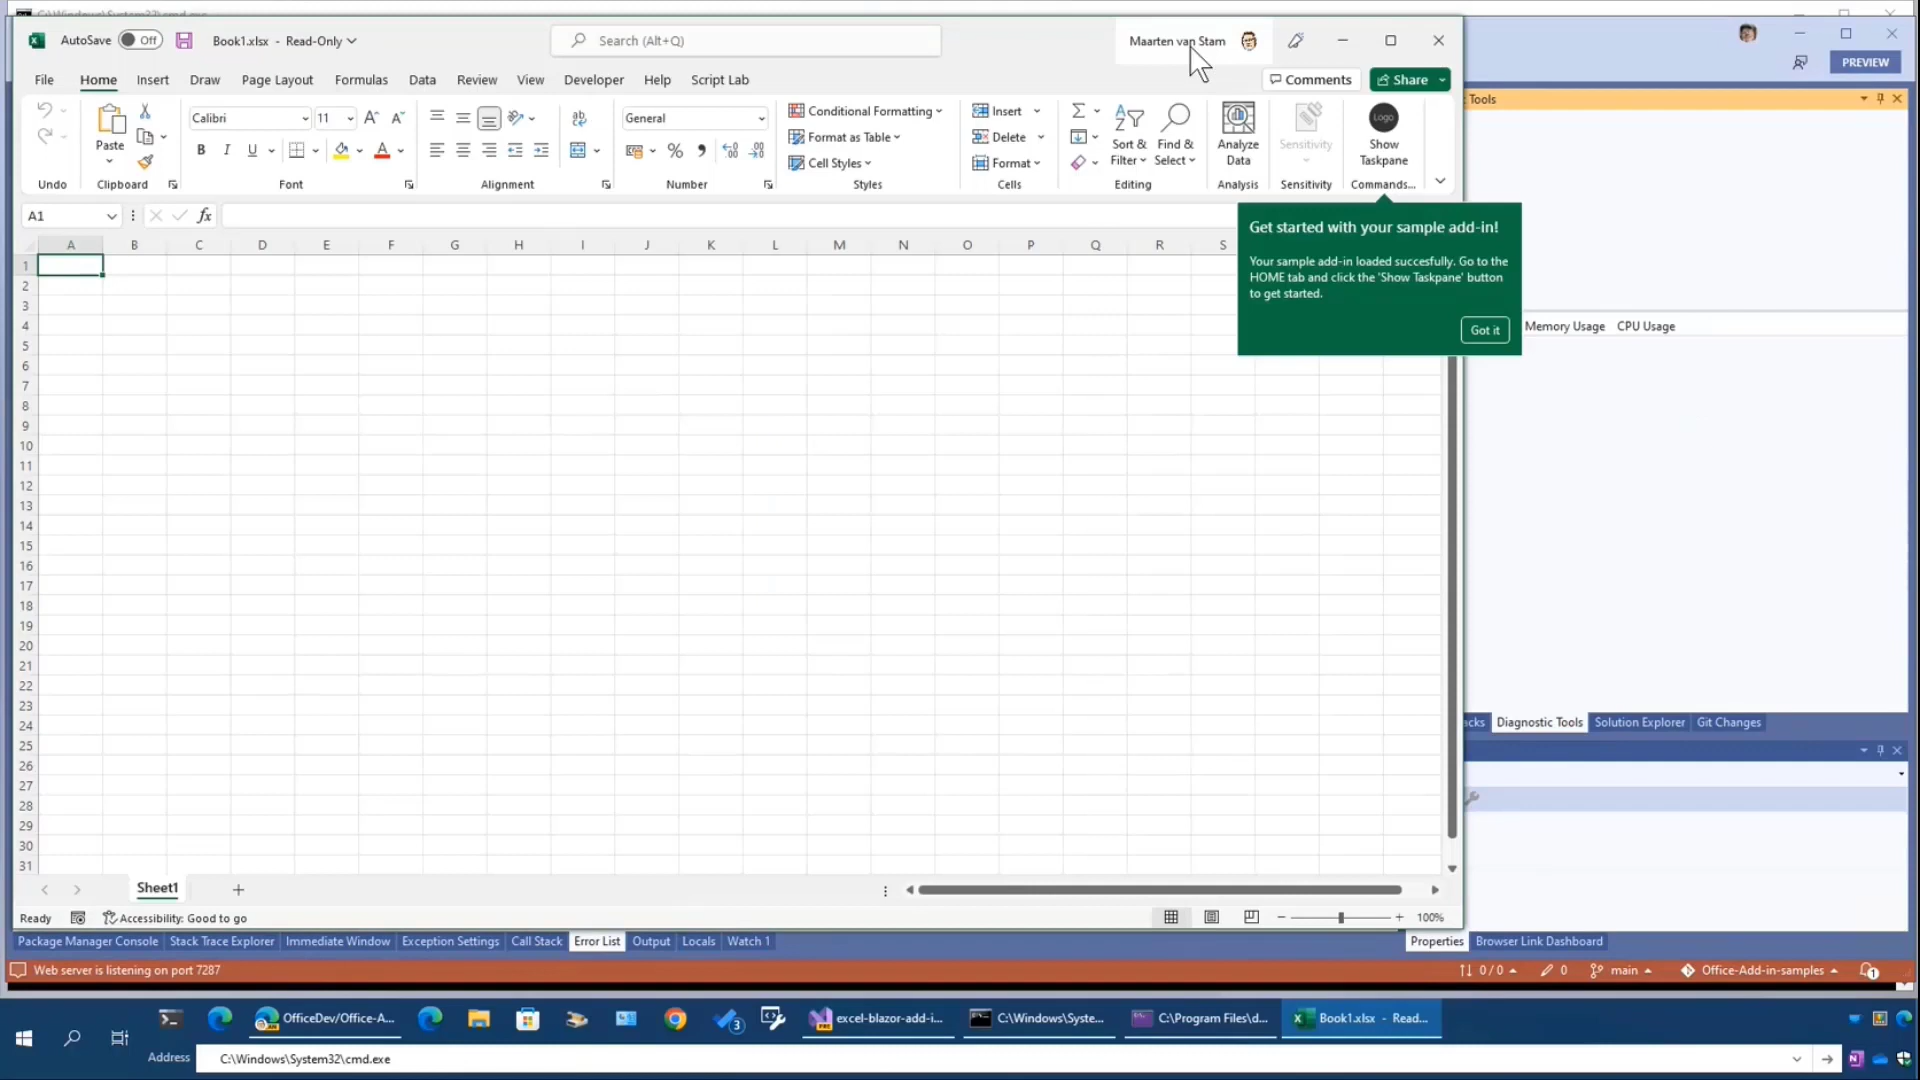 C:\Windows\System32\cmd.exe
AutoSave Off Book1.xlsx - Read-Only Search (Alt+Q) Maarten van Stam
PREVIEW
File Home Insert Draw Page Layout Formulas Data Review View Developer Help Script Lab Comments Share
Tools
Paste
Calibri 11
B I U
General
Conditional Formatting
Format as Table
Cell Styles
Insert
Delete
Format
Sort &
Filter
Find &
Select
Analyze
Data
Sensitivity
Logo
Show
Taskpane
Undo Clipboard Font Alignment Number Styles Cells Editing Analysis Sensitivity Commands...
A1 fx
Get started with your sample add-in!
Your sample add-in loaded succesfully. Go to the
HOME tab and click the 'Show Taskpane' button
to get started.
Got it
A B C D E F G H I J K L M N O P Q R S
1
2
3
4
5
6
7
8
9
10
11
12
13
14
15
16
17
18
19
20
21
22
23
24
25
26
27
28
29
30
31
Memory Usage CPU Usage
acks Diagnostic Tools Solution Explorer Git Changes
Sheet1
Ready Accessibility: Good to go 100%
Package Manager Console Stack Trace Explorer Immediate Window Exception Settings Call Stack Error List Output Locals Watch 1 Properties Browser Link Dashboard
Web server is listening on port 7287 0 / 0 0 main Office-Add-in-samples 1
OfficeDev/Office-A... 3 excel-blazor-add-i... C:\Windows\Syste... C:\Program Files\d... Book1.xlsx - Read...
Address C:\Windows\System32\cmd.exe